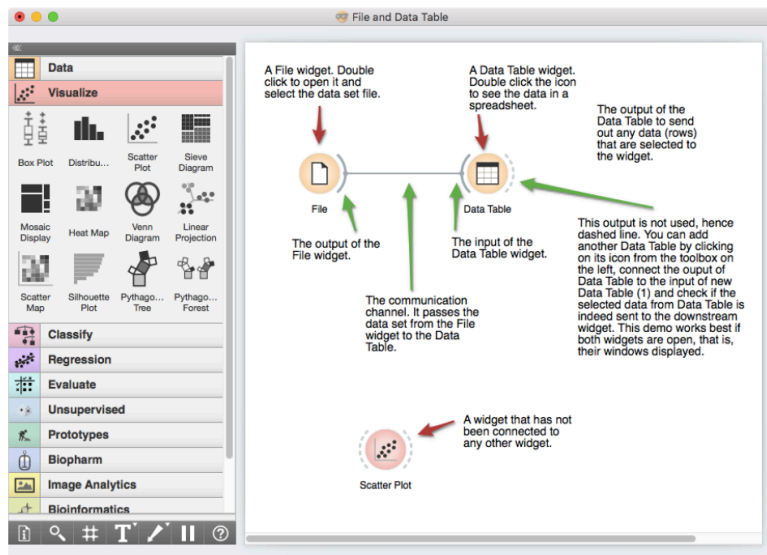 File and Data Table
Data
Visualize
Box Plot
Distribu...
Scatter
Plot
Sieve
Diagram
Mosaic
Display
Heat Map
Venn
Diagram
Linear
Projection
Scatter
Map
Silhouette
Plot
Pythago...
Tree
Pythago...
Forest
Classify
Regression
Evaluate
Unsupervised
Prototypes
Biopharm
Image Analytics
Bioinformatics
A File widget. Double
click to open it and
select the data set file.
A Data Table widget.
Double click the icon
to see the data in a
spreadsheet.
The output of the
Data Table to send
out any data (rows)
that are selected to
the widget.
File
Data Table
The output of the
File widget.
The input of the
Data Table widget.
The communication
channel. It passes the
data set from the File
widget to the Data
Table.
This output is not used, hence
dashed line. You can add
another Data Table by clicking
on its icon from the toolbox on
the left, connect the ouput of
Data Table to the input of new
Data Table (1) and check if the
selected data from Data Table is
indeed sent to the downstream
widget. This demo works best if
both widgets are open, that is,
their windows displayed.
A widget that has not
been connected to
any other widget.
Scatter Plot